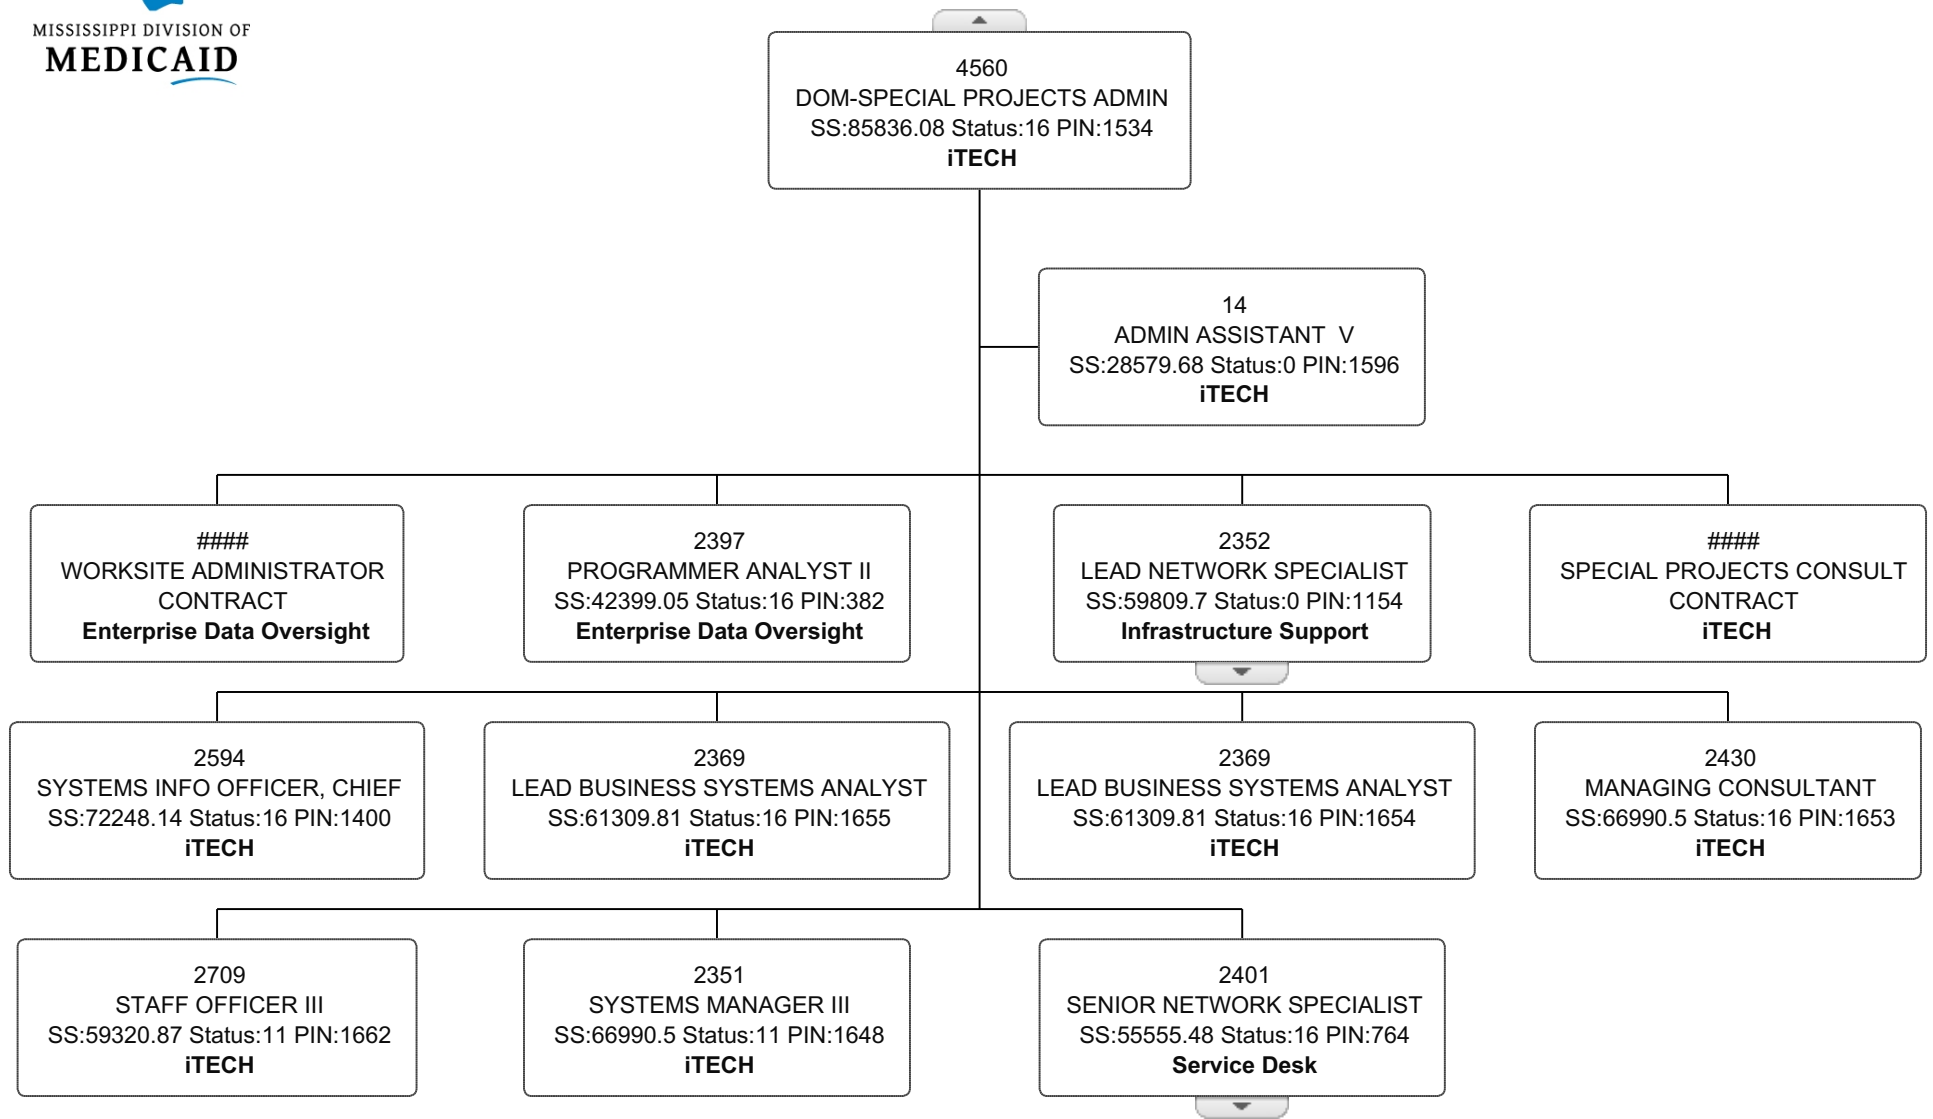 MISSISSIPPI DIVISION OF
MEDICAID
4560
DOM-SPECIAL PROJECTS ADMIN
SS:85836.08 Status:16 PIN:1534
iTECH
14
ADMIN ASSISTANT  V
SS:28579.68 Status:0 PIN:1596
iTECH
####
WORKSITE ADMINISTRATOR
CONTRACT
Enterprise Data Oversight
2397
PROGRAMMER ANALYST II
SS:42399.05 Status:16 PIN:382
Enterprise Data Oversight
2352
LEAD NETWORK SPECIALIST
SS:59809.7 Status:0 PIN:1154
Infrastructure Support
####
SPECIAL PROJECTS CONSULT
CONTRACT
iTECH
2594
SYSTEMS INFO OFFICER, CHIEF
SS:72248.14 Status:16 PIN:1400
iTECH
2369
LEAD BUSINESS SYSTEMS ANALYST
SS:61309.81 Status:16 PIN:1655
iTECH
2369
LEAD BUSINESS SYSTEMS ANALYST
SS:61309.81 Status:16 PIN:1654
iTECH
2430
MANAGING CONSULTANT
SS:66990.5 Status:16 PIN:1653
iTECH
2709
STAFF OFFICER III
SS:59320.87 Status:11 PIN:1662
iTECH
2351
SYSTEMS MANAGER III
SS:66990.5 Status:11 PIN:1648
iTECH
2401
SENIOR NETWORK SPECIALIST
SS:55555.48 Status:16 PIN:764
Service Desk